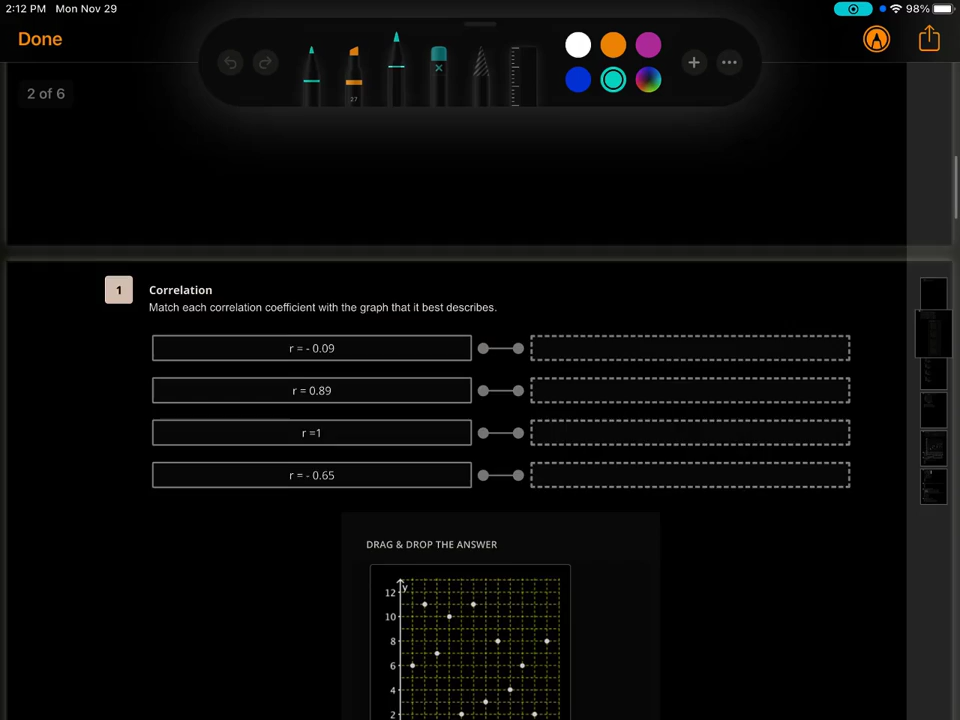 2:12 PM Mon Nov 29
98%
Done
27
2 of 6
1
Correlation
Match each correlation coefficient with the graph that it best describes.
r = - 0.09
r = 0.89
r =1
r = - 0.65
DRAG & DROP THE ANSWER
y
12
10
8
6
4
2